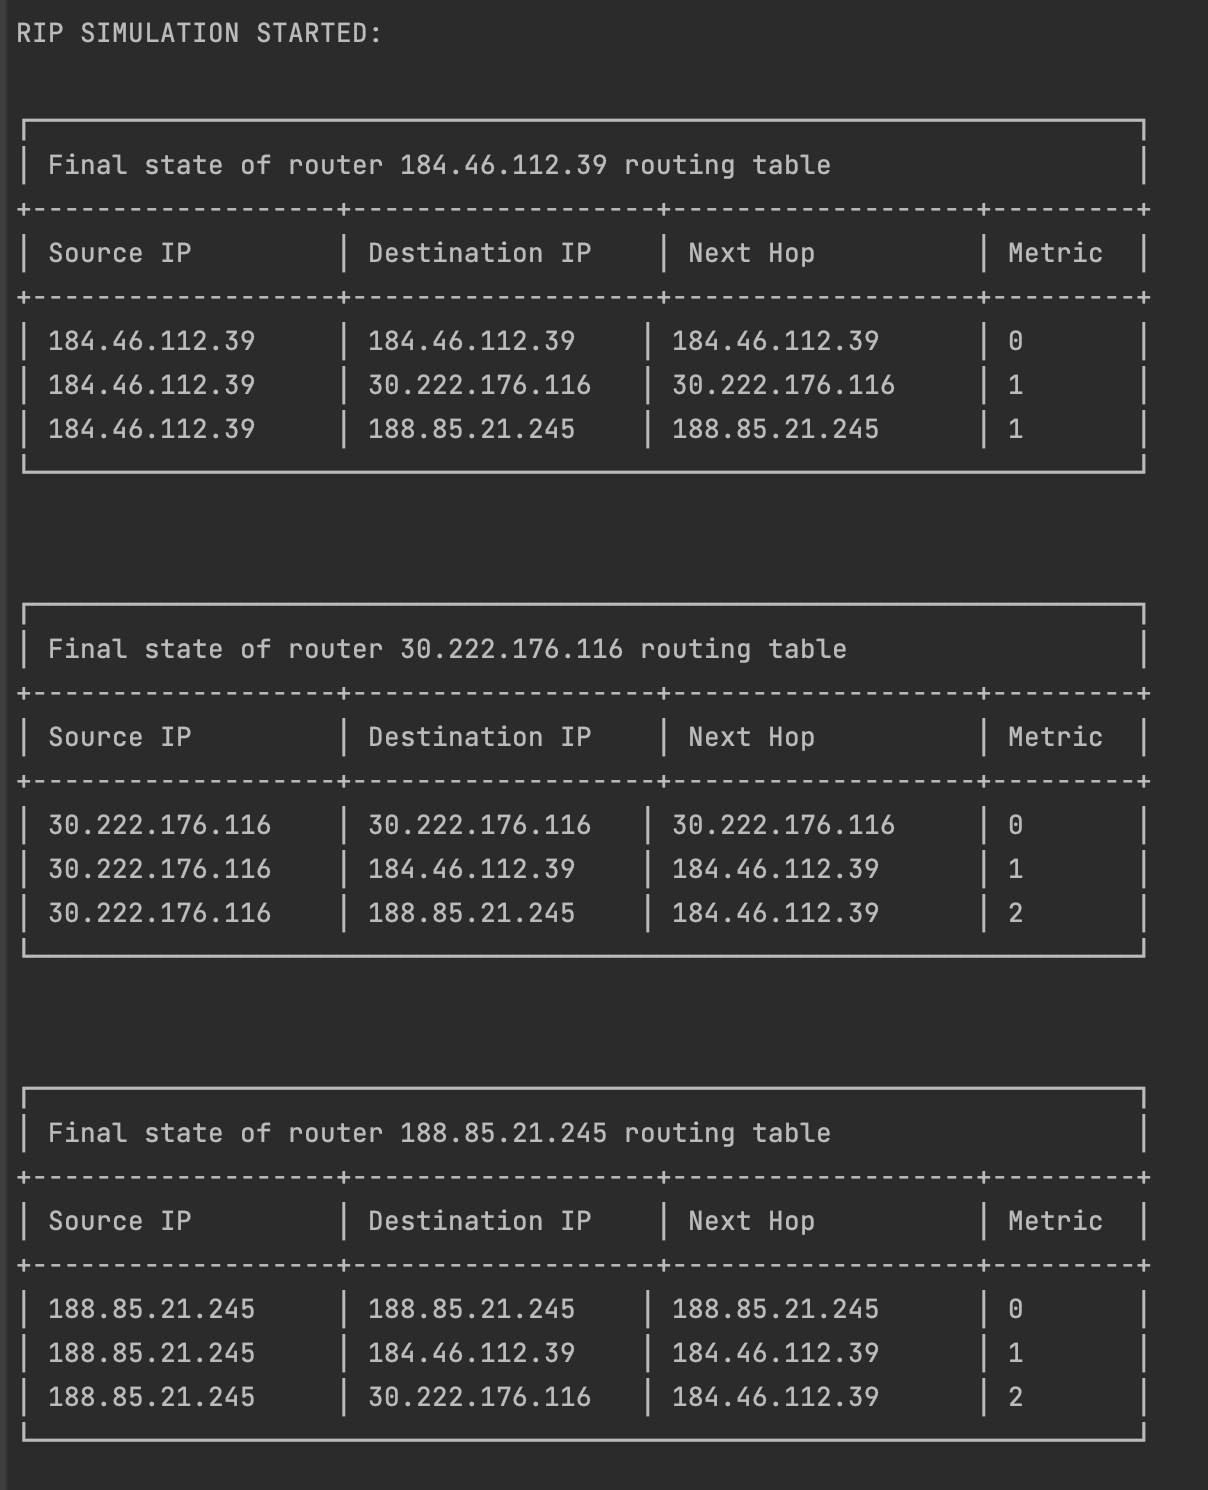 RIP SIMULATION STARTED:
Final state of router 184.46.112.39 routing table
+-------------------+-------------------+-------------------+---------+
| Source IP | Destination IP | Next Hop | Metric |
+-------------------+-------------------+-------------------+---------+
| 184.46.112.39 | 184.46.112.39 | 184.46.112.39 | 0 |
| 184.46.112.39 | 30.222.176.116 | 30.222.176.116 | 1 |
| 184.46.112.39 | 188.85.21.245 | 188.85.21.245 | 1 |
Final state of router 30.222.176.116 routing table
+-------------------+-------------------+-------------------+---------+
| Source IP | Destination IP | Next Hop | Metric |
+-------------------+-------------------+-------------------+---------+
| 30.222.176.116 | 30.222.176.116 | 30.222.176.116 | 0 |
| 30.222.176.116 | 184.46.112.39 | 184.46.112.39 | 1 |
| 30.222.176.116 | 188.85.21.245 | 184.46.112.39 | 2 |
Final state of router 188.85.21.245 routing table
+-------------------+-------------------+-------------------+---------+
| Source IP | Destination IP | Next Hop | Metric |
+-------------------+-------------------+-------------------+---------+
| 188.85.21.245 | 188.85.21.245 | 188.85.21.245 | 0 |
| 188.85.21.245 | 184.46.112.39 | 184.46.112.39 | 1 |
| 188.85.21.245 | 30.222.176.116 | 184.46.112.39 | 2 |